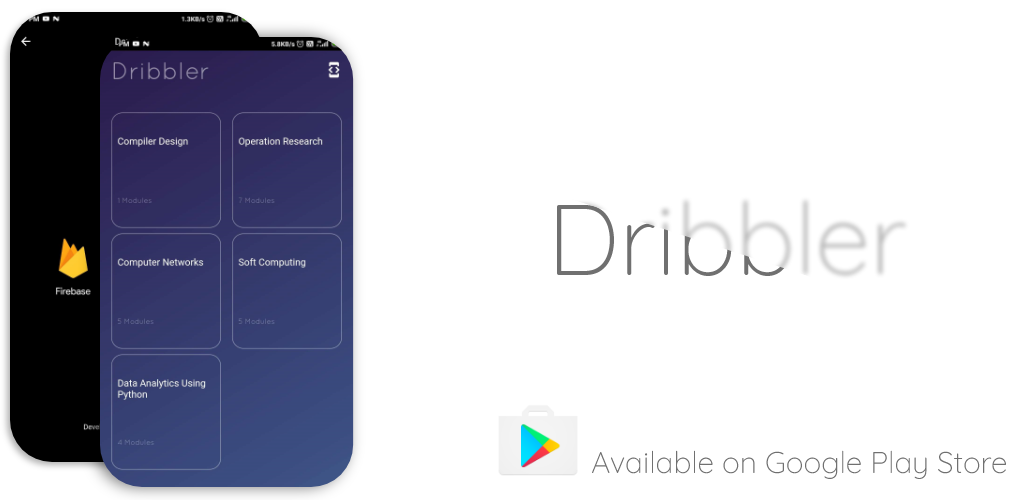 PM
1.3KB/s
PM
5.8KB/s
Dribbler
Compiler Design
1 Modules
Operation Research
7 Modules
Computer Networks
5 Modules
Soft Computing
5 Modules
Data Analytics Using
Python
4 Modules
Firebase
Deve
Dribbler
Available on Google Play Store